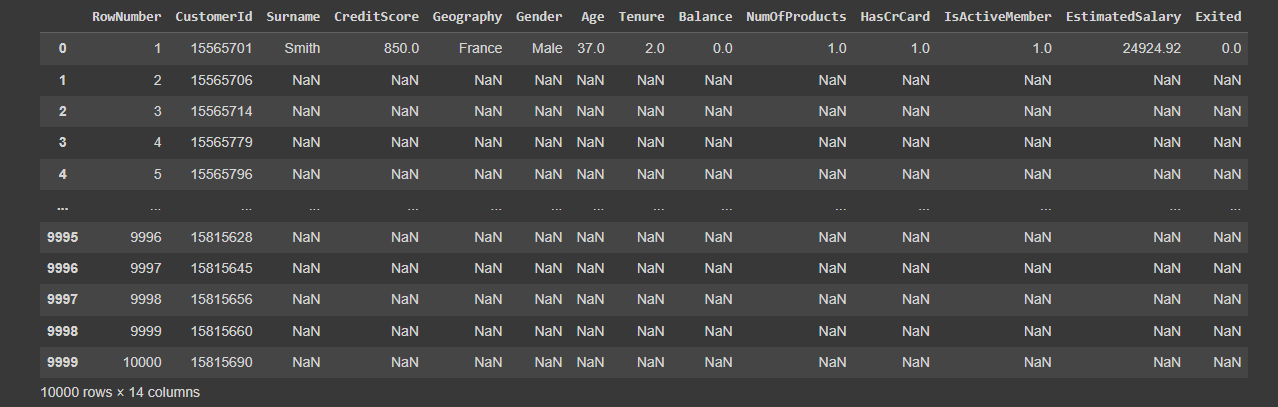 RowNumber CustomerId Surname CreditScore Geography Gender Age Tenure Balance NumOfProducts HasCrCard IsActiveMember EstimatedSalary Exited
0 1 15565701 Smith 850.0 France Male 37.0 2.0 0.0 1.0 1.0 1.0 24924.92 0.0
1 2 15565706 NaN NaN NaN NaN NaN NaN NaN NaN NaN NaN NaN NaN
2 3 15565714 NaN NaN NaN NaN NaN NaN NaN NaN NaN NaN NaN NaN
3 4 15565779 NaN NaN NaN NaN NaN NaN NaN NaN NaN NaN NaN NaN
4 5 15565796 NaN NaN NaN NaN NaN NaN NaN NaN NaN NaN NaN NaN
... ... ... ... ... ... ... ... ... ... ... ... ... ... ...
9995 9996 15815628 NaN NaN NaN NaN NaN NaN NaN NaN NaN NaN NaN NaN
9996 9997 15815645 NaN NaN NaN NaN NaN NaN NaN NaN NaN NaN NaN NaN
9997 9998 15815656 NaN NaN NaN NaN NaN NaN NaN NaN NaN NaN NaN NaN
9998 9999 15815660 NaN NaN NaN NaN NaN NaN NaN NaN NaN NaN NaN NaN
9999 10000 15815690 NaN NaN NaN NaN NaN NaN NaN NaN NaN NaN NaN NaN
10000 rows × 14 columns